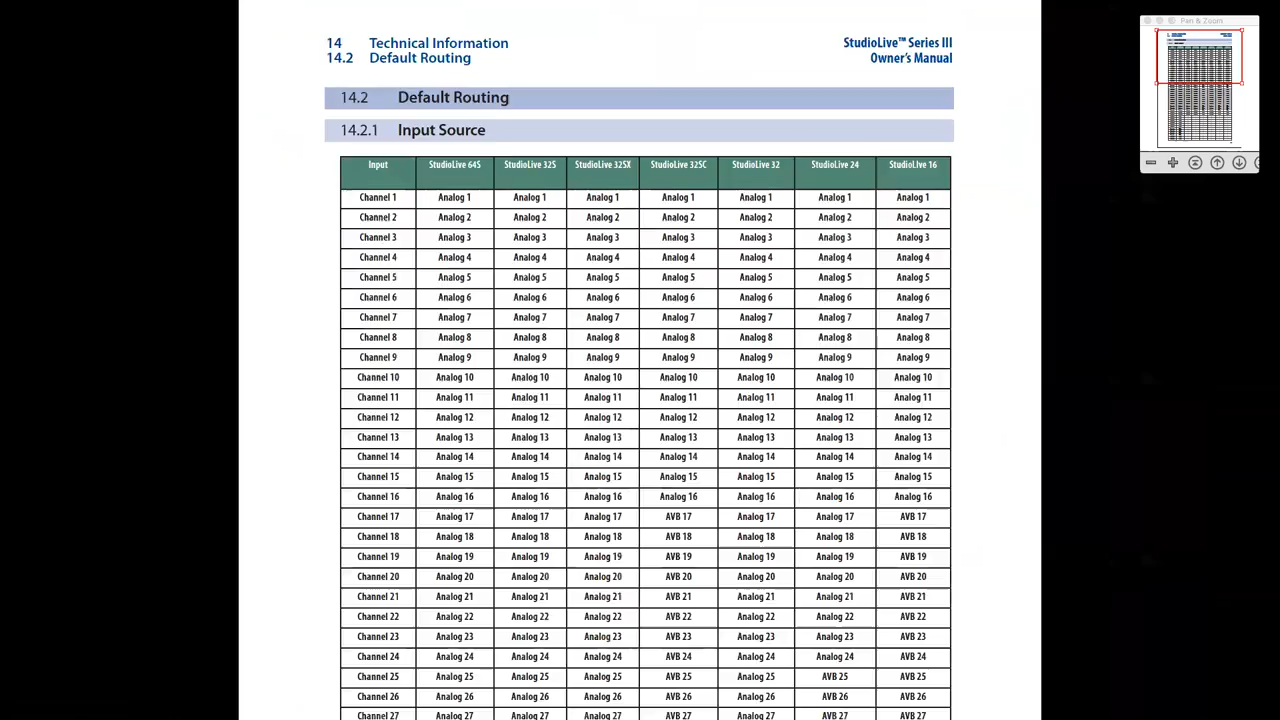 Pen & Zoom
14 Technical Information StudioLive™ Series III
14.2 Default Routing Owner's Manual
14.2 Default Routing
14.2.1 Input Source
Input StudioLive 64S StudioLive 32S StudioLive 32SX StudioLive 32SC StudioLive 32 StudioLive 24 StudioLive 16
Channel 1 Analog 1 Analog 1 Analog 1 Analog 1 Analog 1 Analog 1 Analog 1
Channel 2 Analog 2 Analog 2 Analog 2 Analog 2 Analog 2 Analog 2 Analog 2
Channel 3 Analog 3 Analog 3 Analog 3 Analog 3 Analog 3 Analog 3 Analog 3
Channel 4 Analog 4 Analog 4 Analog 4 Analog 4 Analog 4 Analog 4 Analog 4
Channel 5 Analog 5 Analog 5 Analog 5 Analog 5 Analog 5 Analog 5 Analog 5
Channel 6 Analog 6 Analog 6 Analog 6 Analog 6 Analog 6 Analog 6 Analog 6
Channel 7 Analog 7 Analog 7 Analog 7 Analog 7 Analog 7 Analog 7 Analog 7
Channel 8 Analog 8 Analog 8 Analog 8 Analog 8 Analog 8 Analog 8 Analog 8
Channel 9 Analog 9 Analog 9 Analog 9 Analog 9 Analog 9 Analog 9 Analog 9
Channel 10 Analog 10 Analog 10 Analog 10 Analog 10 Analog 10 Analog 10 Analog 10
Channel 11 Analog 11 Analog 11 Analog 11 Analog 11 Analog 11 Analog 11 Analog 11
Channel 12 Analog 12 Analog 12 Analog 12 Analog 12 Analog 12 Analog 12 Analog 12
Channel 13 Analog 13 Analog 13 Analog 13 Analog 13 Analog 13 Analog 13 Analog 13
Channel 14 Analog 14 Analog 14 Analog 14 Analog 14 Analog 14 Analog 14 Analog 14
Channel 15 Analog 15 Analog 15 Analog 15 Analog 15 Analog 15 Analog 15 Analog 15
Channel 16 Analog 16 Analog 16 Analog 16 Analog 16 Analog 16 Analog 16 Analog 16
Channel 17 Analog 17 Analog 17 Analog 17 AVB 17 Analog 17 Analog 17 AVB 17
Channel 18 Analog 18 Analog 18 Analog 18 AVB 18 Analog 18 Analog 18 AVB 18
Channel 19 Analog 19 Analog 19 Analog 19 AVB 19 Analog 19 Analog 19 AVB 19
Channel 20 Analog 20 Analog 20 Analog 20 AVB 20 Analog 20 Analog 20 AVB 20
Channel 21 Analog 21 Analog 21 Analog 21 AVB 21 Analog 21 Analog 21 AVB 21
Channel 22 Analog 22 Analog 22 Analog 22 AVB 22 Analog 22 Analog 22 AVB 22
Channel 23 Analog 23 Analog 23 Analog 23 AVB 23 Analog 23 Analog 23 AVB 23
Channel 24 Analog 24 Analog 24 Analog 24 AVB 24 Analog 24 Analog 24 AVB 24
Channel 25 Analog 25 Analog 25 Analog 25 AVB 25 Analog 25 AVB 25 AVB 25
Channel 26 Analog 26 Analog 26 Analog 26 AVB 26 Analog 26 AVB 26 AVB 26
Channel 27 Analog 27 Analog 27 Analog 27 AVB 27 Analog 27 AVB 27 AVB 27